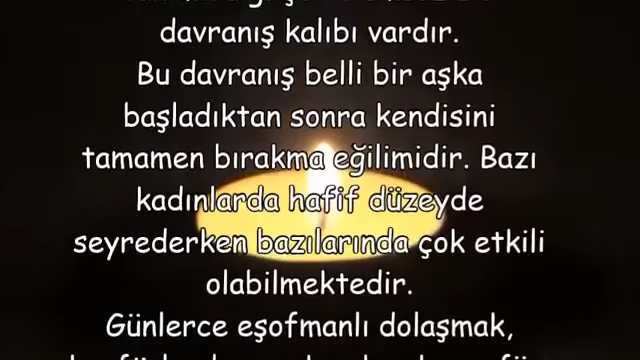 davranış kalıbı vardır.
Bu davranış belli bir aşka
başladıktan sonra kendisini
tamamen bırakma eğilimidir. Bazı
kadınlarda hafif düzeyde
seyrederken bazılarında çok etkili
olabilmektedir.
Günlerce eşofmanlı dolaşmak,